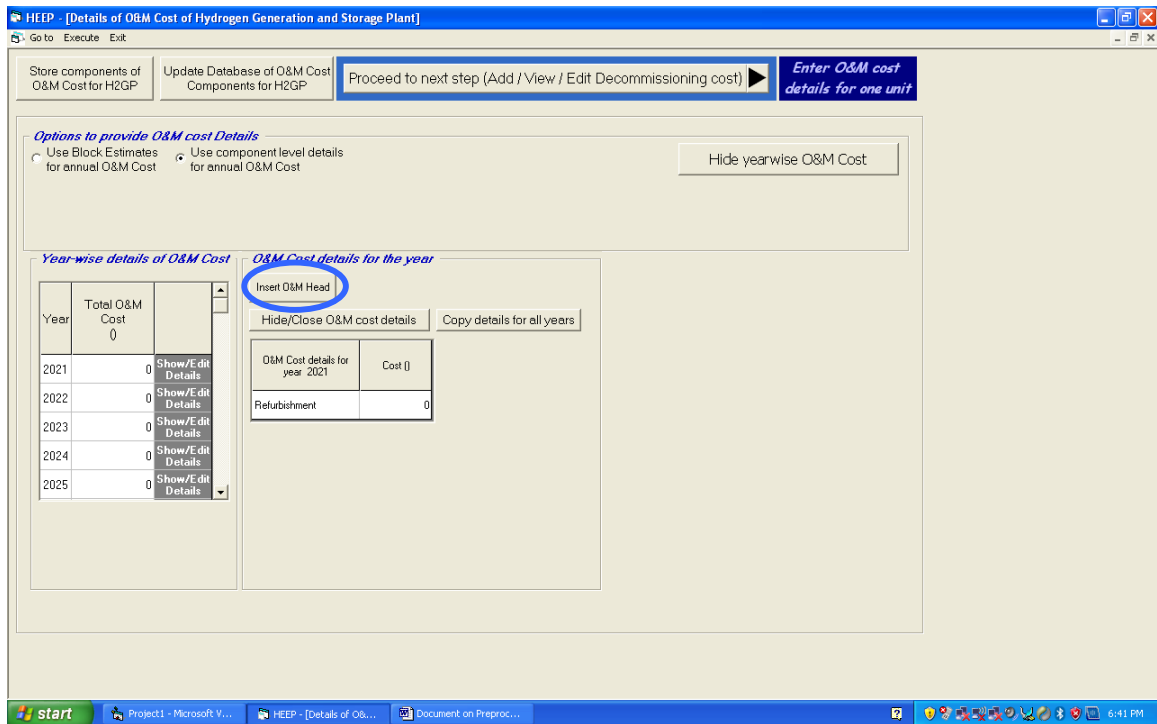 HEEP - [Details of O&M Cost of Hydrogen Generation and Storage Plant]
Go to Execute Exit
Store components of
O&M Cost for H2GP
Update Database of O&M Cost
Components for H2GP
Proceed to next step (Add / View / Edit Decommissioning cost)
Enter O&M cost
details for one unit
Options to provide O&M cost Details
Use Block Estimates
for annual O&M Cost
Use component level details
for annual O&M Cost
Hide yearwise O&M Cost
Year-wise details of O&M Cost
Year
Total O&M
Cost
()
2021 0 Show/Edit
Details
2022 0 Show/Edit
Details
2023 0 Show/Edit
Details
2024 0 Show/Edit
Details
2025 0 Show/Edit
Details
O&M Cost details for the year
Insert O&M Head
Hide/Close O&M cost details
Copy details for all years
O&M Cost details for
year 2021
Cost ()
Refurbishment 0
start
Project1 - Microsoft V...
HEEP - [Details of O&...
Document on Preproc...
6:41 PM